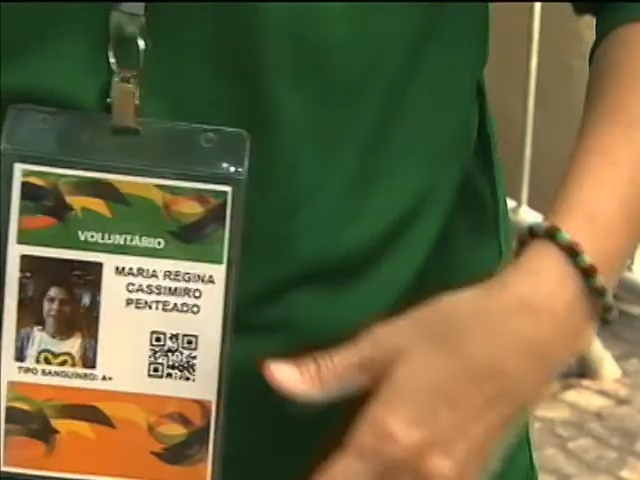 VOLUNTÁRIO
MARIA REGINA
CASSIMIRO
PENTEADO
TIPO SANGUÍNEO: A+